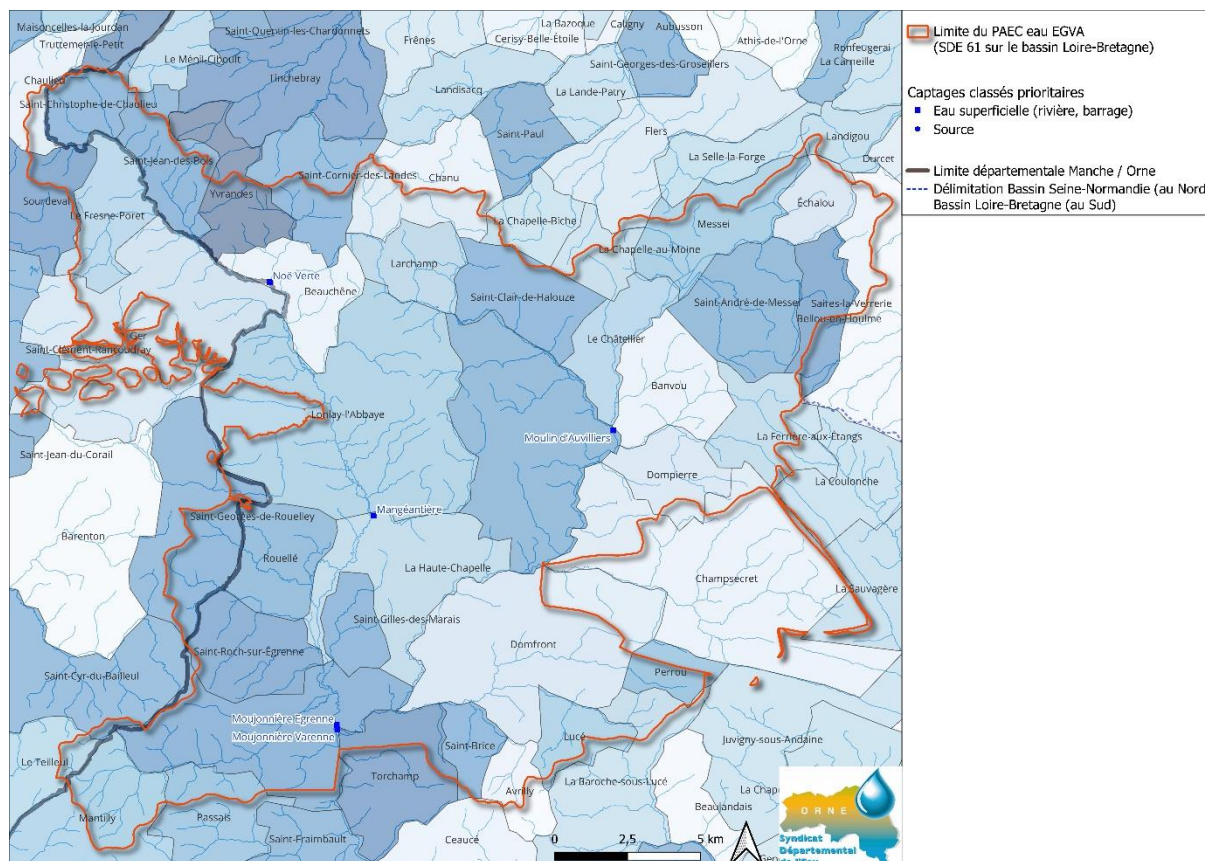 Maisoncelles-la-Jourdan
Saint-Quentin-les-Chardonnets
La Bazoque
Caligny
Aubusson
Truttemer-le-Petit
Frênes
Cerisy-Belle-Étoile
Athis-de-l'Orne
Le Ménil-Ciboult
Ronfeugerai
Saint-Georges-des-Groseillers
La Carneille
Chaulieu
Tinchebray
Landisacq
La Lande-Patry
Saint-Christophe-de-Chaulieu
Saint-Paul
Flers
Landigou
Saint-Jean-des-Bois
La Selle-la-Forge
Durcet
Saint-Cornier-des-Landes
Chanu
Yvrandes
Sourdeval
Échalou
Le Fresne-Poret
La Chapelle-Biche
Messei
La Chapelle-au-Moine
Larchamp
Noë Verte
Beauchêne
Saint-Clair-de-Halouze
Saint-André-de-Messei
Saires-la-Verrerie
Bellou-en-Houlme
Ger
Le Châtellier
Saint-Clément-Rancoudray
Banvou
Lonlay-l'Abbaye
Moulin d'Auvilliers
La Ferrière-aux-Étangs
Saint-Jean-du-Corail
Dompierre
La Coulonche
Mangéantière
Saint-Georges-de-Rouelley
Barenton
Rouellé
La Haute-Chapelle
Champsecret
La Sauvagère
Saint-Gilles-des-Marais
Domfront
Saint-Roch-sur-Égrenne
Perrou
Saint-Cyr-du-Bailleul
Moujonnière Egrenne
Moujonnière Varenne
Lucé
Juvigny-sous-Andaine
Saint-Brice
Le Teilleul
Torchamp
La Baroche-sous-Lucé
Avrilly
La Chap
Mantilly
Passais
Beaulandais
Saint-Fraimbault
Ceaucé
0 2,5 5 km
ORNE
Syndicat
Départemental
de l'Eau
Limite du PAEC eau EGVA
(SDE 61 sur le bassin Loire-Bretagne)
Captages classés prioritaires
Eau superficielle (rivière, barrage)
Source
Limite départementale Manche / Orne
Délimitation Bassin Seine-Normandie (au Nord
Bassin Loire-Bretagne (au Sud)